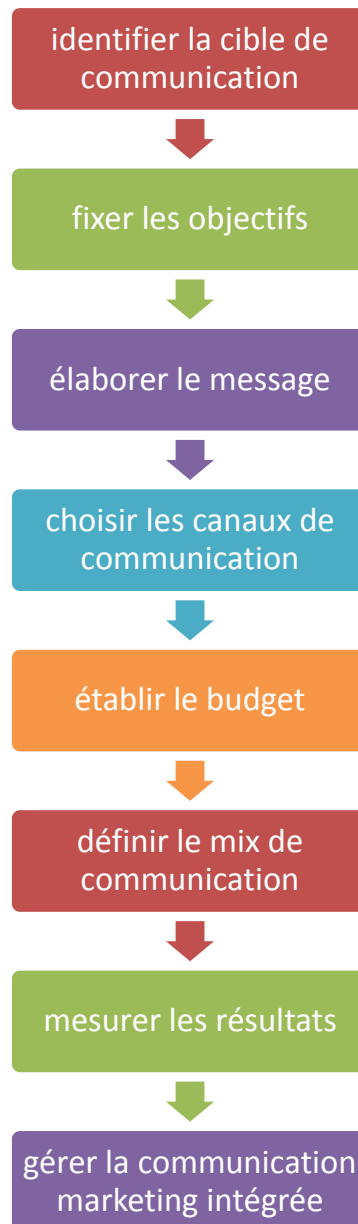 identifier la cible de
communication
fixer les objectifs
élaborer le message
choisir les canaux de
communication
établir le budget
définir le mix de
communication
mesurer les résultats
gérer la communication
marketing intégrée